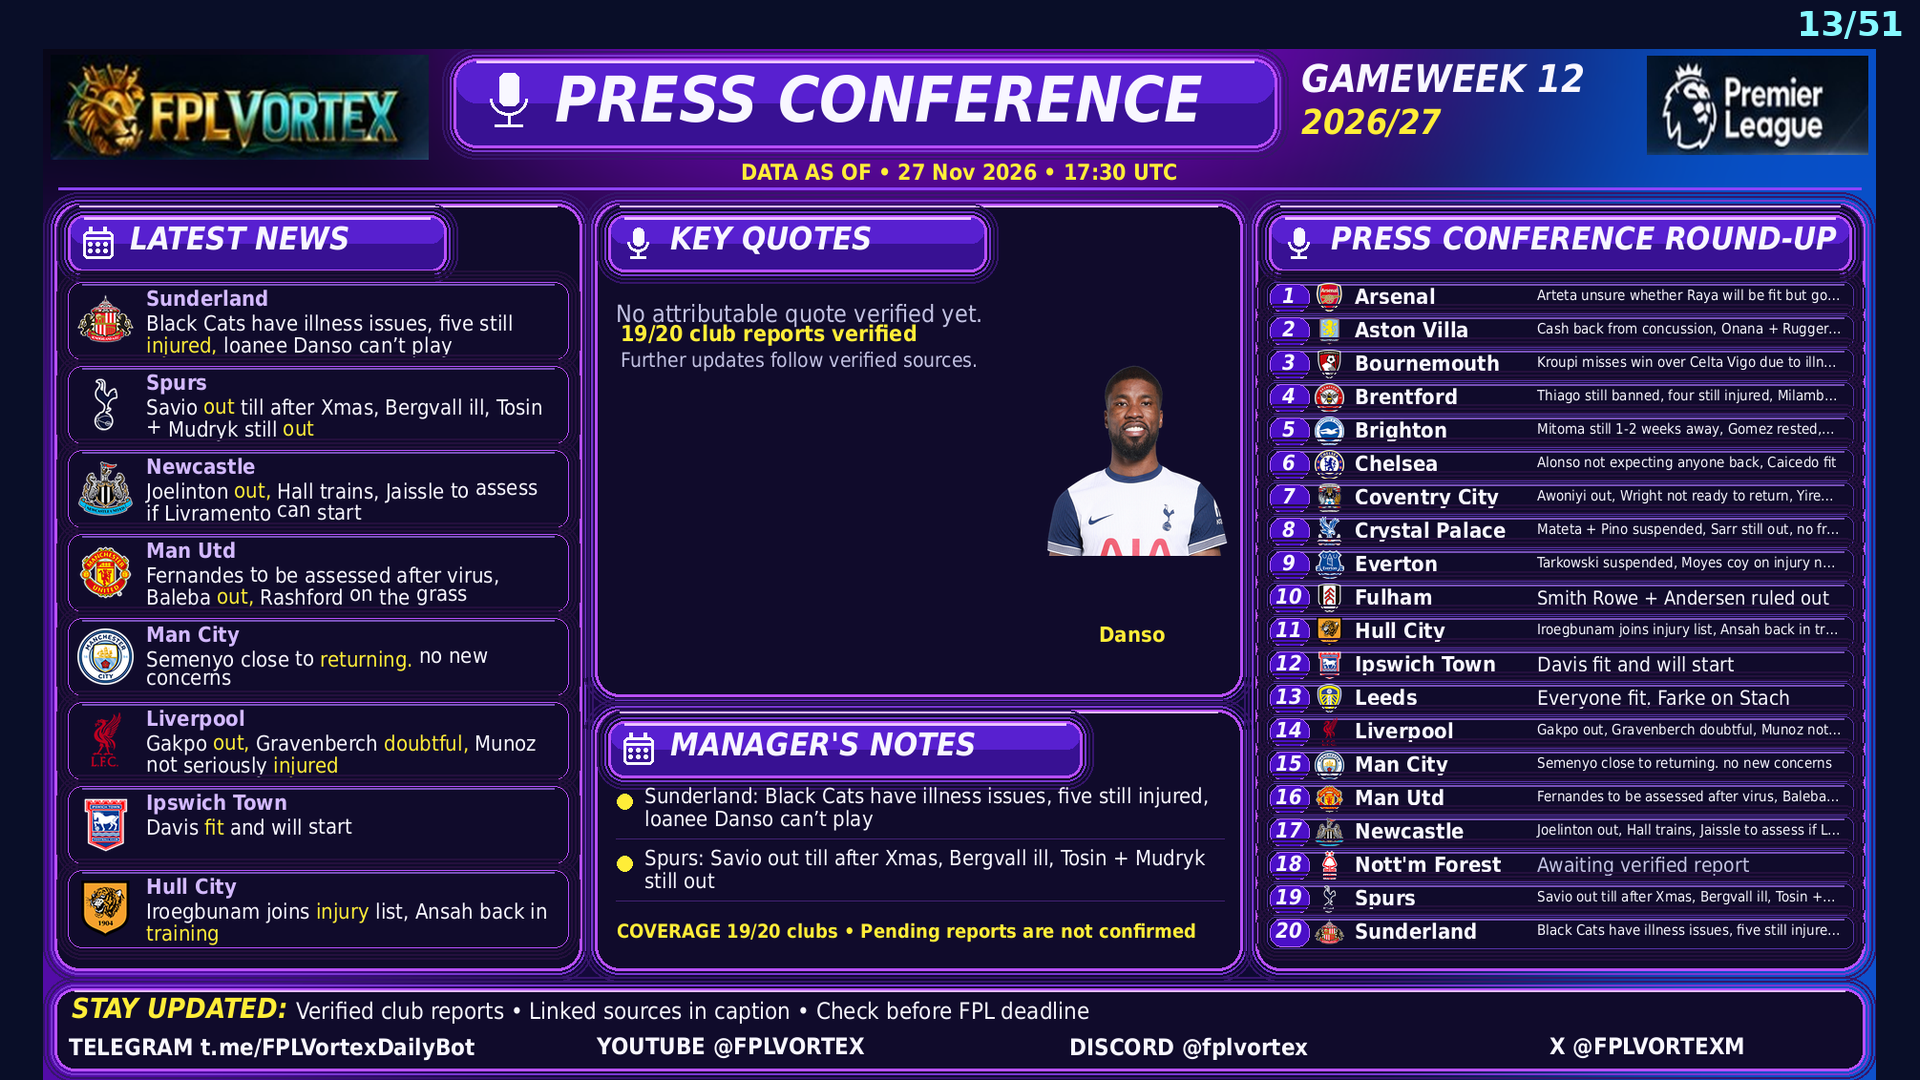 13/51
FPLVORTEX
PRESS CONFERENCE
GAMEWEEK 12
2026/27
Premier
League
DATA AS OF • 27 Nov 2026 • 17:30 UTC
LATEST NEWS
Sunderland
Black Cats have illness issues, five still
injured, loanee Danso can’t play
Spurs
Savio out till after Xmas, Bergvall ill, Tosin
+ Mudryk still out
Newcastle
Joelinton out, Hall trains, Jaissle to assess
if Livramento can start
Man Utd
Fernandes to be assessed after virus,
Baleba out, Rashford on the grass
Man City
Semenyo close to returning. no new
concerns
Liverpool
Gakpo out, Gravenberch doubtful, Munoz
not seriously injured
Ipswich Town
Davis fit and will start
Hull City
Iroegbunam joins injury list, Ansah back in
training
KEY QUOTES
No attributable quote verified yet.
19/20 club reports verified
Further updates follow verified sources.
AIA
Danso
MANAGER'S NOTES
Sunderland: Black Cats have illness issues, five still injured,
loanee Danso can’t play
Spurs: Savio out till after Xmas, Bergvall ill, Tosin + Mudryk
still out
COVERAGE 19/20 clubs • Pending reports are not confirmed
PRESS CONFERENCE ROUND-UP
1 Arsenal Arteta unsure whether Raya will be fit but go...
2 Aston Villa Cash back from concussion, Onana + Rugger...
3 Bournemouth Kroupi misses win over Celta Vigo due to illn...
4 Brentford Thiago still banned, four still injured, Milamb...
5 Brighton Mitoma still 1-2 weeks away, Gomez rested,...
6 Chelsea Alonso not expecting anyone back, Caicedo fit
7 Coventry City Awoniyi out, Wright not ready to return, Yire...
8 Crystal Palace Mateta + Pino suspended, Sarr still out, no fr...
9 Everton Tarkowski suspended, Moyes coy on injury n...
10 Fulham Smith Rowe + Andersen ruled out
11 Hull City Iroegbunam joins injury list, Ansah back in tr...
12 Ipswich Town Davis fit and will start
13 Leeds Everyone fit. Farke on Stach
14 Liverpool Gakpo out, Gravenberch doubtful, Munoz not...
15 Man City Semenyo close to returning. no new concerns
16 Man Utd Fernandes to be assessed after virus, Baleba...
17 Newcastle Joelinton out, Hall trains, Jaissle to assess if L...
18 Nott'm Forest Awaiting verified report
19 Spurs Savio out till after Xmas, Bergvall ill, Tosin +...
20 Sunderland Black Cats have illness issues, five still injure...
STAY UPDATED: Verified club reports • Linked sources in caption • Check before FPL deadline
TELEGRAM t.me/FPLVortexDailyBot YOUTUBE @FPLVORTEX DISCORD @fplvortex X @FPLVORTEXM